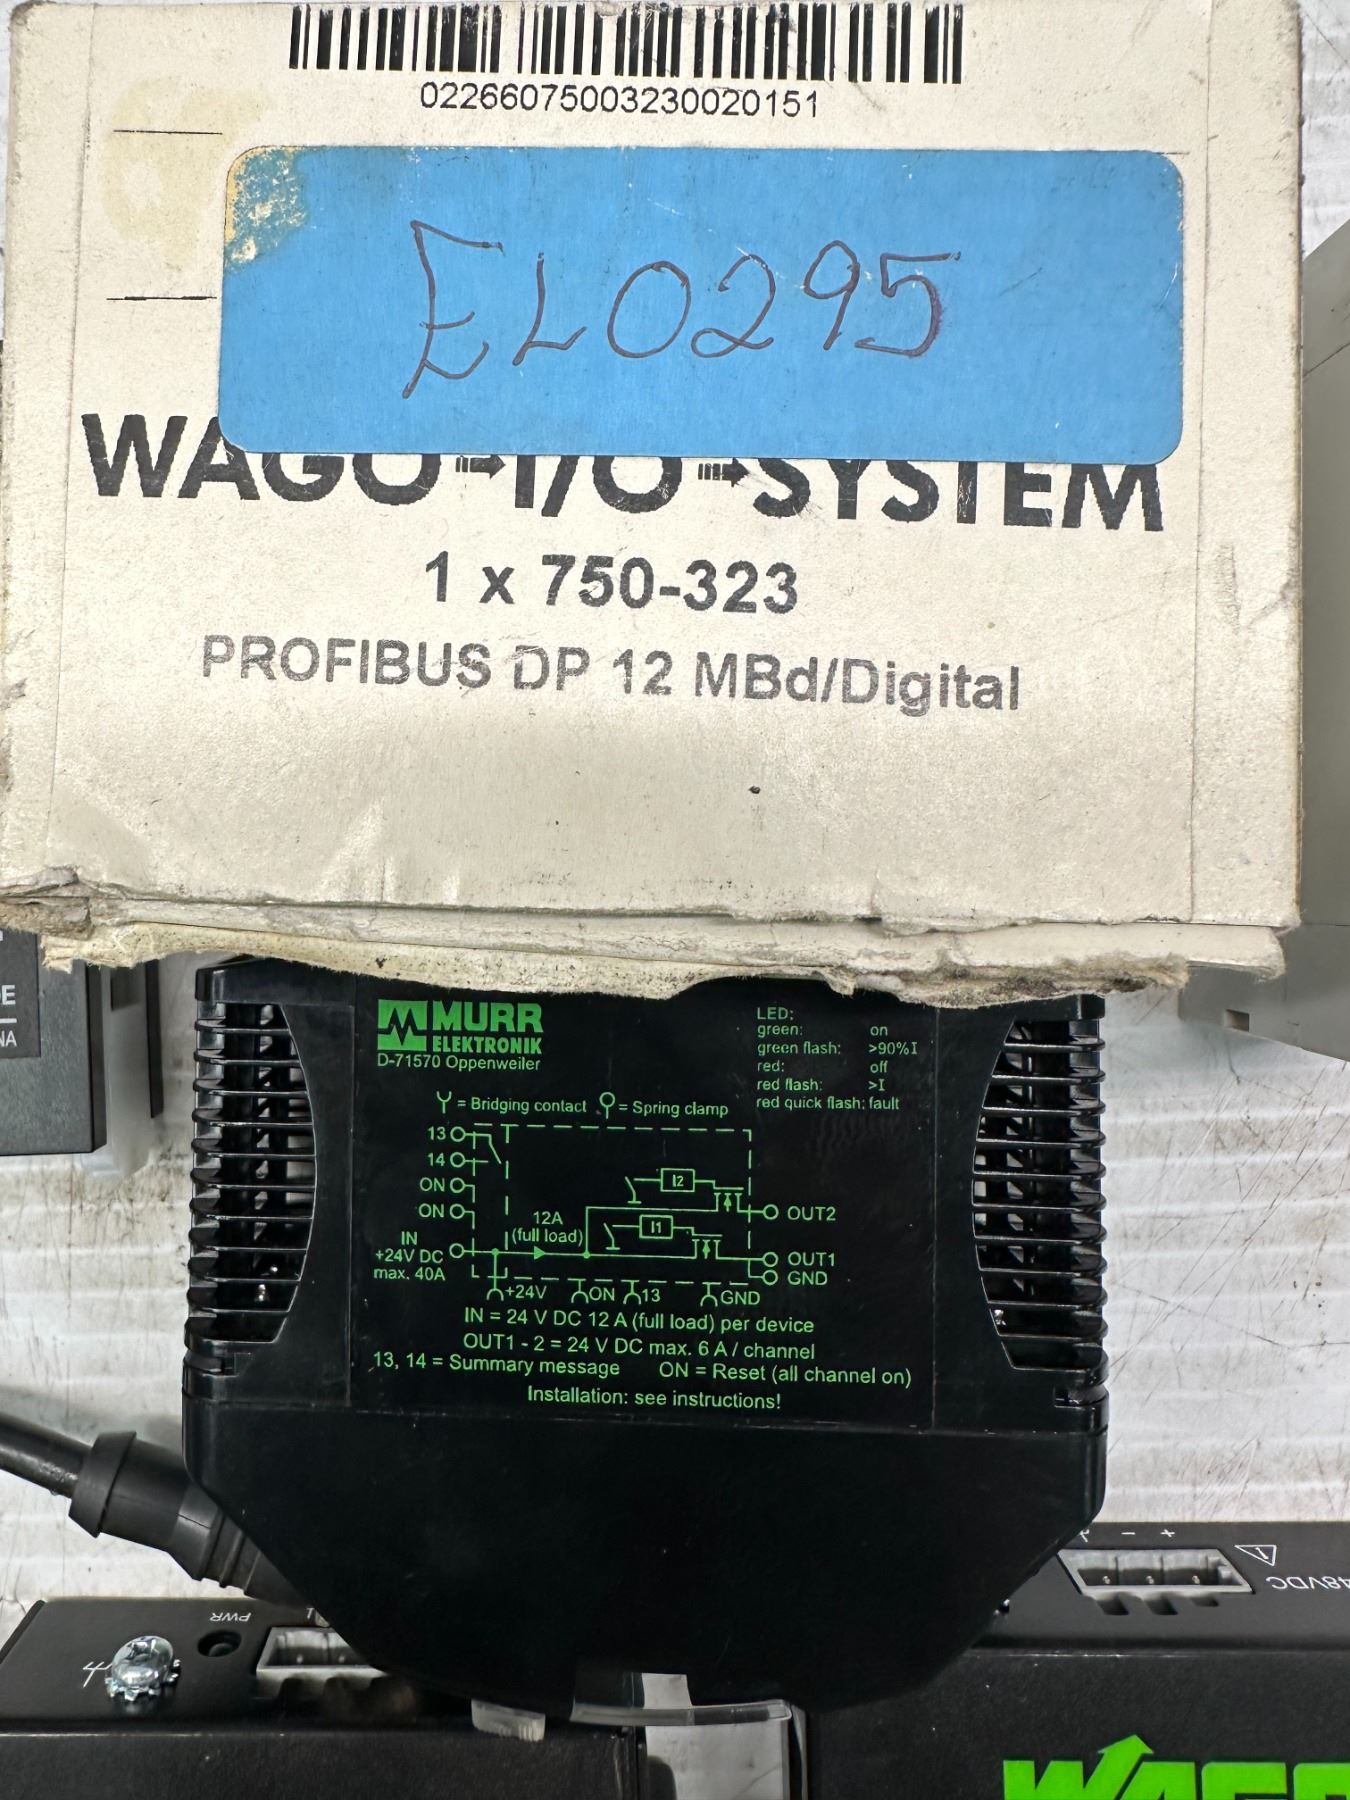 02266075003230020151
EL0295
WAGO I/O SYSTEM
1 x 750-323
PROFIBUS DP 12 MBd/Digital
DE
NA
MURR
ELEKTRONIK
D-71570 Oppenweiler
LED:
green: on
green flash: >90% I
red: off
red flash: >I
red quick flash: fault
= Bridging contact = Spring clamp
13
14
ON
ON
IN
+24V DC
max. 40A
12A
(full load)
I2
I1
OUT2
OUT1
GND
+24V ON 13 GND
IN = 24 V DC 12 A (full load) per device
OUT1 - 2 = 24 V DC max. 6 A / channel
13, 14 = Summary message ON = Reset (all channel on)
Installation: see instructions!
PWR
- +
48VDC
WAGO